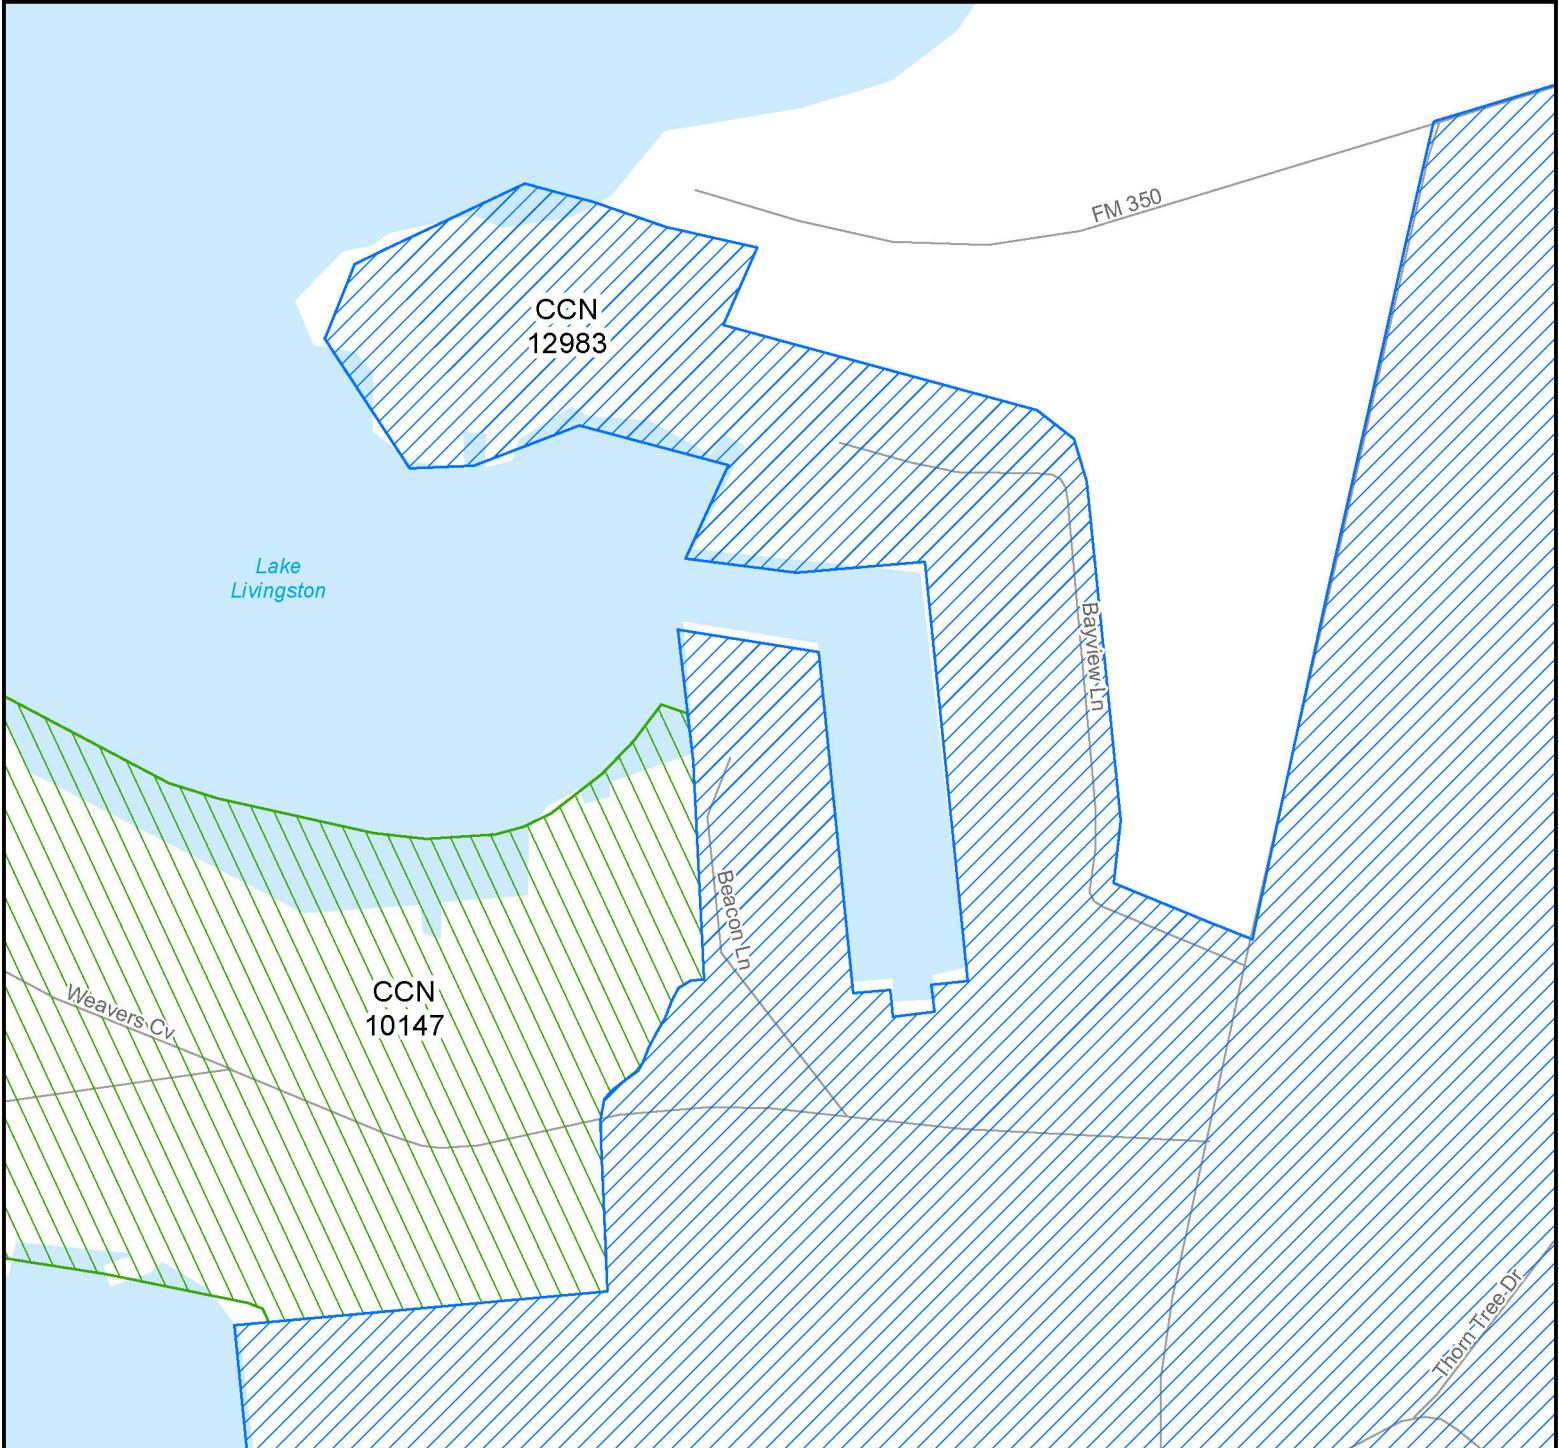 FM 350
CCN
12983
Lake
Livingston
Bayview Ln
Beacon Ln
CCN
10147
Weavers Cv
Thorn Tree Dr